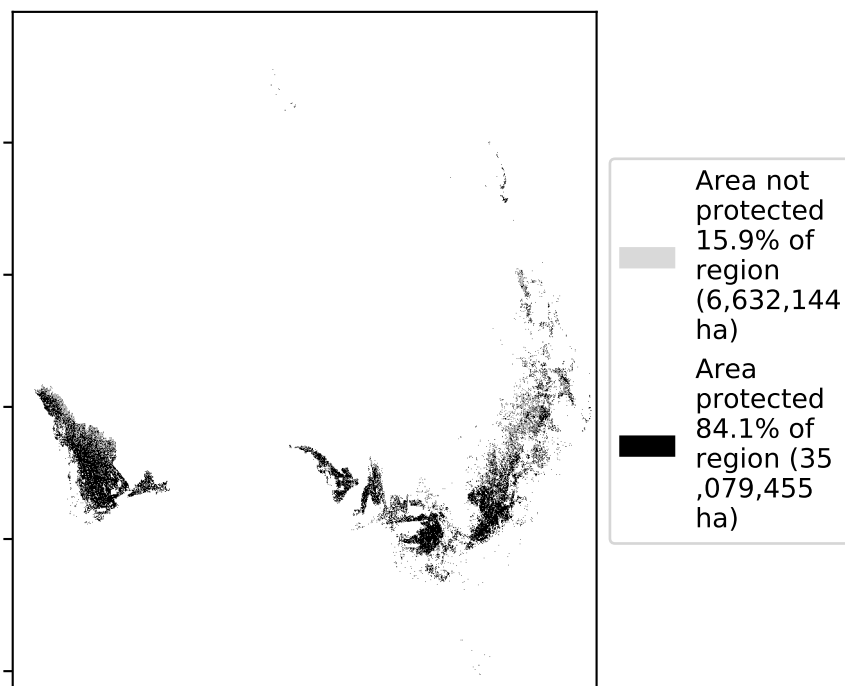 Area not
protected
15.9% of
region
(6,632,144
ha)
Area
protected
84.1% of
region (35
,079,455
ha)